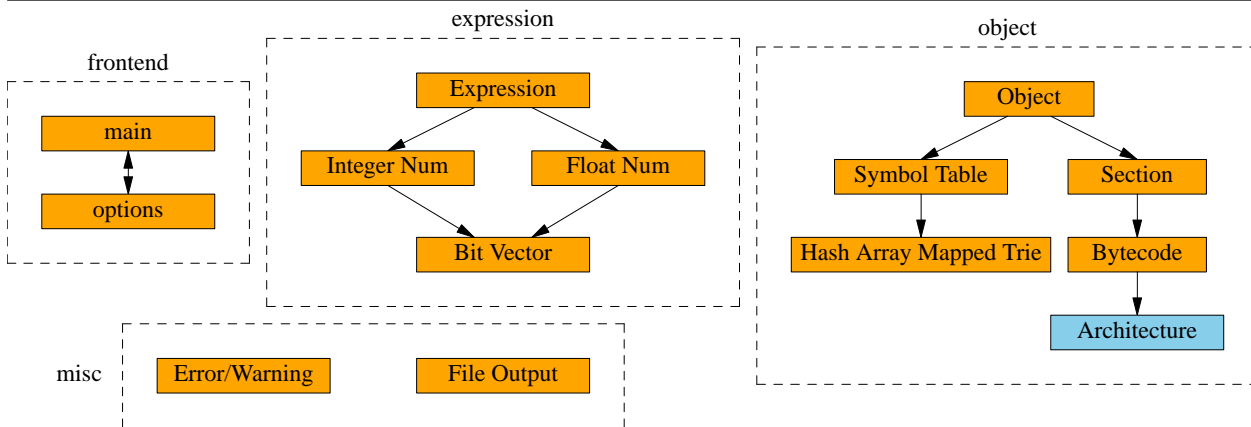 frontend
main
options
expression
Expression
Integer Num
Float Num
Bit Vector
object
Object
Symbol Table
Section
Hash Array Mapped Trie
Bytecode
Architecture
misc
Error/Warning
File Output